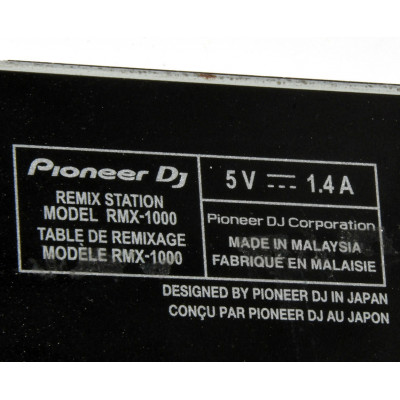 Pioneer DJ
REMIX STATION
MODEL RMX-1000
TABLE DE REMIXAGE
MODÈLE RMX-1000
5 V ⎓ 1.4 A
Pioneer DJ Corporation
MADE IN MALAYSIA
FABRIQUÉ EN MALAISIE
DESIGNED BY PIONEER DJ IN JAPAN
CONÇU PAR PIONEER DJ AU JAPON